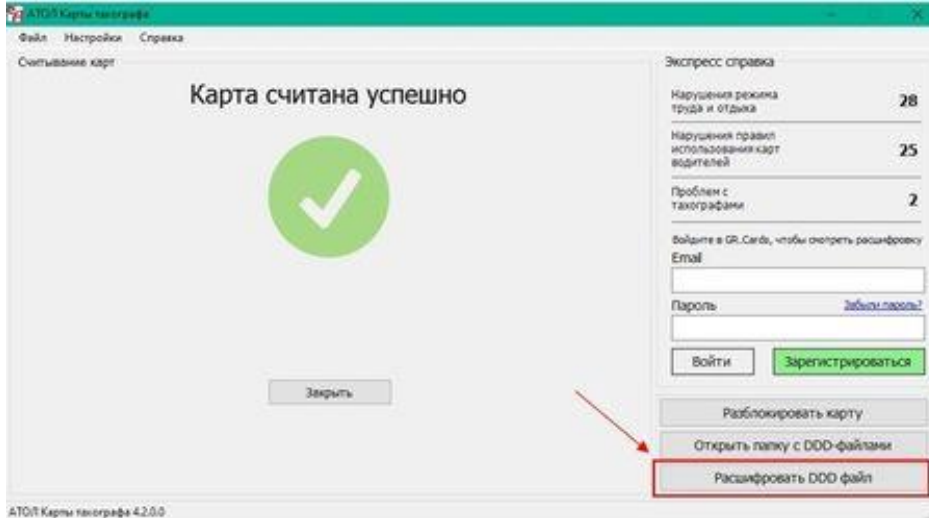 АТОЛ Карты тахографа
Файл Настройки Справка
Считывание карт
Карта считана успешно
Закрыть
Экспресс справка
Нарушения режима
труда и отдыха
28
Нарушения правил
использования карт
водителей
25
Проблем с
тахографами
2
Войдите в GR.Cards, чтобы смотреть расшифровку
Email
Пароль Забыли пароль?
Войти Зарегистрироваться
Разблокировать карту
Открыть папку с DDD-файлами
Расшифровать DDD файл
АТОЛ Карты тахографа 4.2.0.0